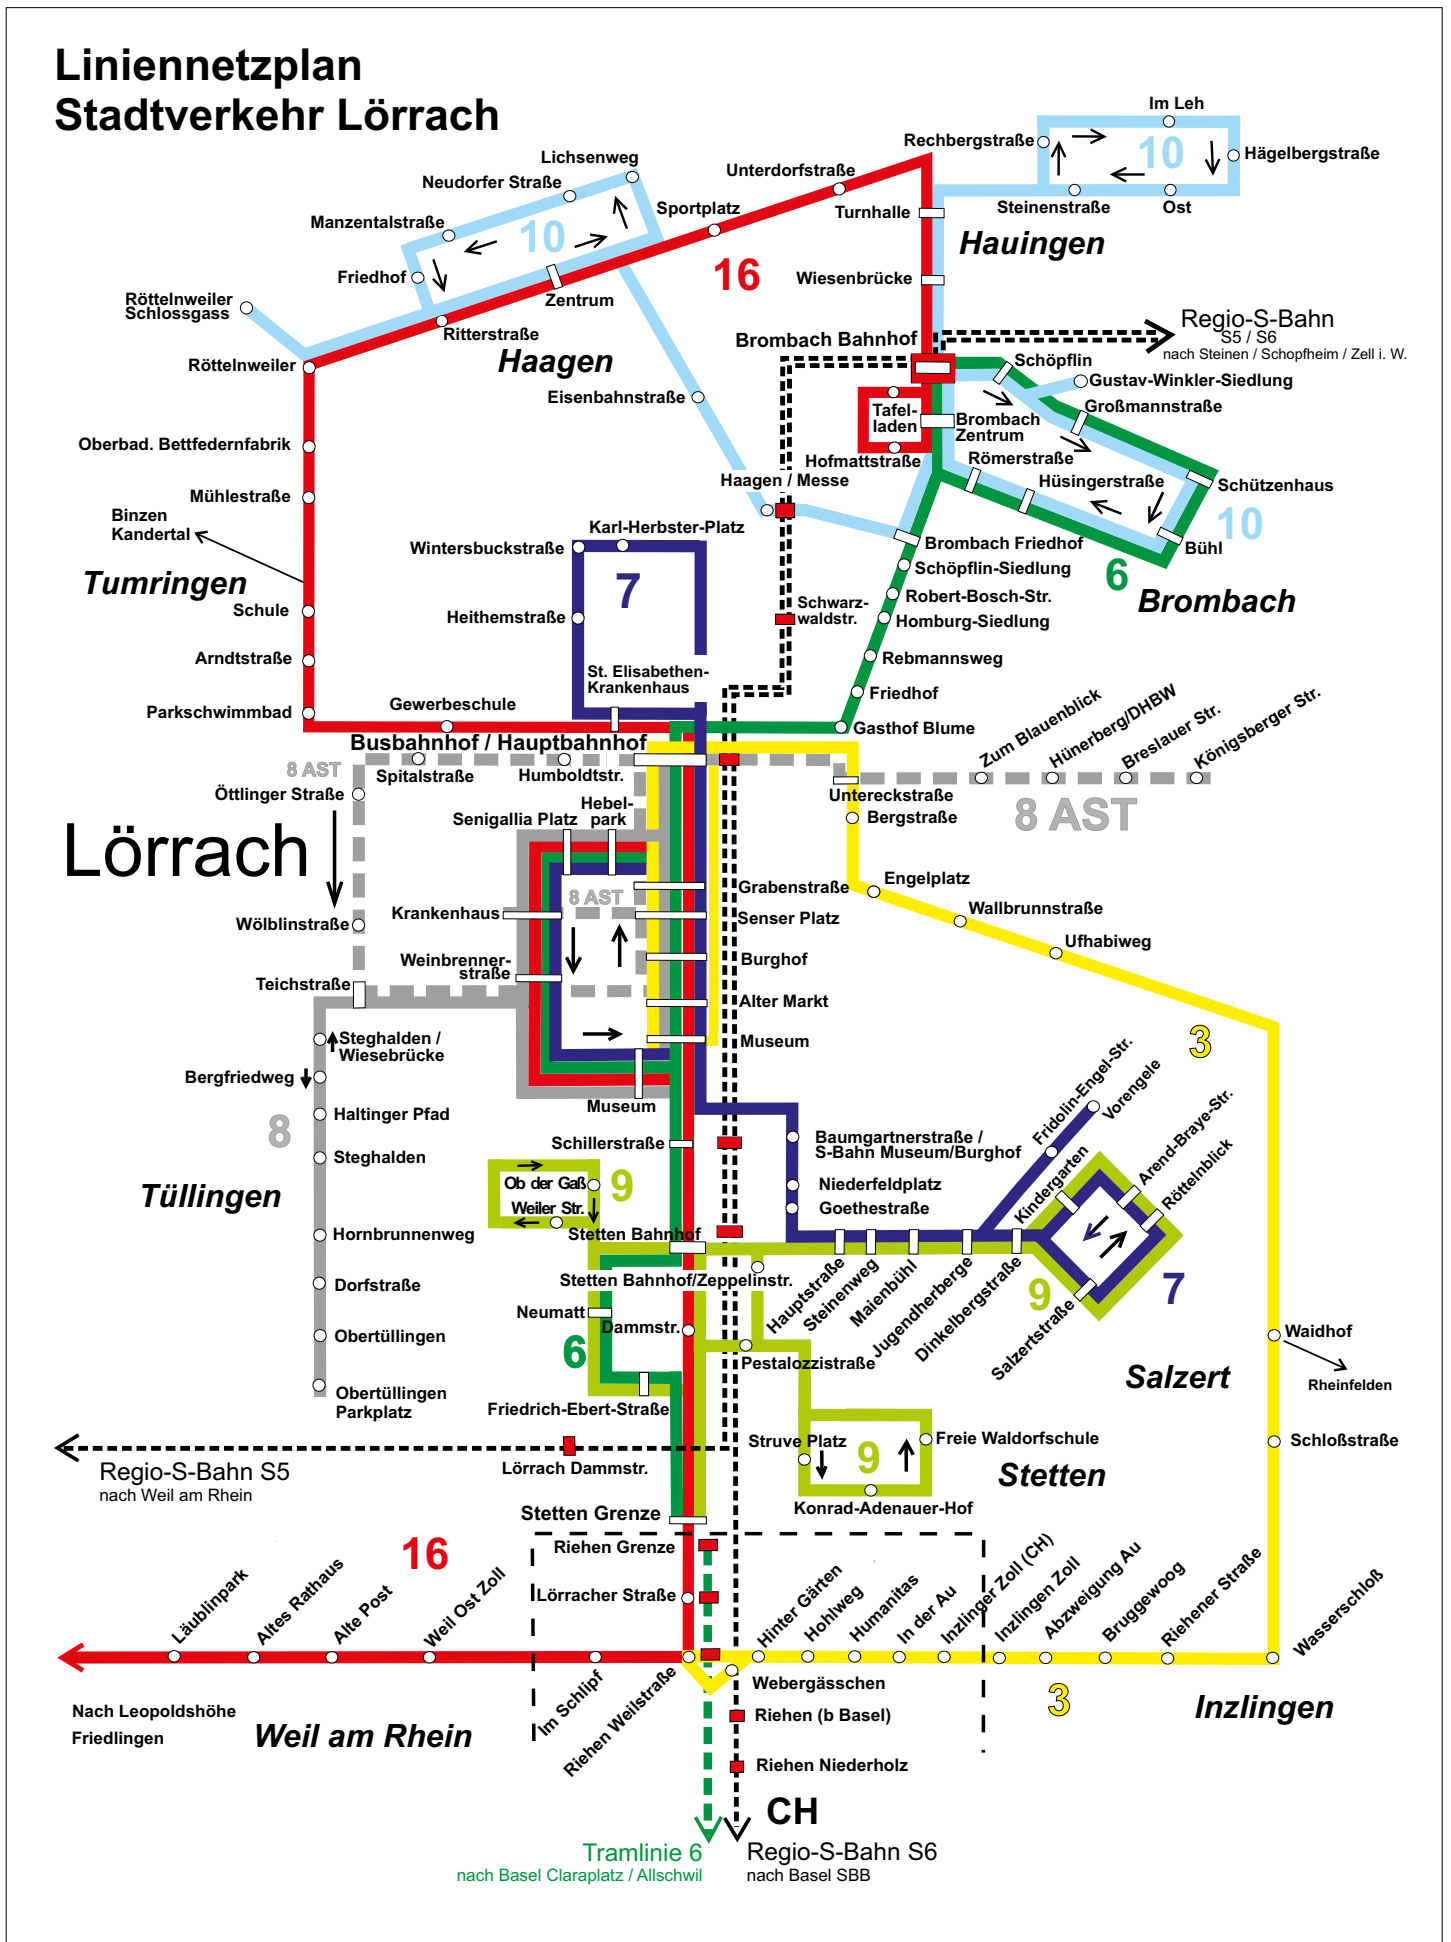 Liniennetzplan
Stadtverkehr Lörrach
Im Leh
Rechbergstraße
10
Hägelbergstraße
Steinenstraße
Ost
Hauingen
Lichsenweg
Neudorfer Straße
Manzentalstraße
10
Friedhof
Sportplatz
Unterdorfstraße
Turnhalle
16
Wiesenbrücke
Röttelnweiler
Schlossgass
Zentrum
Ritterstraße
Haagen
Röttelnweiler
Brombach Bahnhof
Regio-S-Bahn
S5 / S6
nach Steinen / Schopfheim / Zell i. W.
Schöpflin
Gustav-Winkler-Siedlung
Großmannstraße
Eisenbahnstraße
Tafel-
laden
Brombach
Zentrum
Hofmattstraße
Römerstraße
Hüsingerstraße
Schützenhaus
10
Bühl
6
Brombach
Oberbad. Bettfedernfabrik
Mühlestraße
Binzen
Kandertal
Tumringen
Schule
Arndtstraße
Parkschwimmbad
Haagen / Messe
Karl-Herbster-Platz
Wintersbuckstraße
7
Heithemstraße
St. Elisabethen-
Krankenhaus
Schwarz-
waldstr.
Brombach Friedhof
Schöpflin-Siedlung
Robert-Bosch-Str.
Homburg-Siedlung
Rebmannsweg
Friedhof
Gasthof Blume
Gewerbeschule
Busbahnhof / Hauptbahnhof
8 AST
Spitalstraße
Humboldtstr.
Öttlinger Straße
Zum Blauenblick
Hünerberg/DHBW
Breslauer Str.
Königsberger Str.
Untereckstraße
8 AST
Bergstraße
Lörrach
Hebel-
park
Senigallia Platz
8 AST
Grabenstraße
Engelplatz
Krankenhaus
Senser Platz
Wallbrunnstraße
Wölblinstraße
Ufhabiweg
Weinbrenner-
straße
Burghof
Teichstraße
Alter Markt
Museum
Museum
3
Steghalden /
Wiesebrücke
Bergfriedweg
Haltinger Pfad
8
Steghalden
Tüllingen
Hornbrunnenweg
Dorfstraße
Obertüllingen
Obertüllingen
Parkplatz
Schillerstraße
Baumgartnerstraße /
S-Bahn Museum/Burghof
Niederfeldplatz
Goethestraße
Fridolin-Engel-Str.
Vorengele
Kindergarten
Arend-Braye-Str.
Röttelnblick
Ob der Gaß
9
Weiler Str.
Stetten Bahnhof
Stetten Bahnhof/Zeppelinstr.
Hauptstraße
Steinenweg
Maienbühl
Jugendherberge
Dinkelbergstraße
9
Salzertstraße
7
Salzert
Neumatt
Dammstr.
6
Pestalozzistraße
Friedrich-Ebert-Straße
Waidhof
Rheinfelden
Struve Platz
9
Freie Waldorfschule
Konrad-Adenauer-Hof
Stetten
Schloßstraße
Regio-S-Bahn S5
nach Weil am Rhein
Lörrach Dammstr.
Stetten Grenze
16
Riehen Grenze
Lörracher Straße
Läublinpark
Altes Rathaus
Alte Post
Weil Ost Zoll
Im Schlipf
Riehen Weilstraße
Hinter Gärten
Hohlweg
Humanitas
In der Au
Inzlinger Zoll (CH)
Inzlingen Zoll
Abzweigung Au
Bruggewoog
Riehener Straße
Wasserschloß
Webergässchen
3
Inzlingen
Nach Leopoldshöhe
Friedlingen
Weil am Rhein
Riehen (b Basel)
Riehen Niederholz
CH
Tramlinie 6
nach Basel Claraplatz / Allschwil
Regio-S-Bahn S6
nach Basel SBB